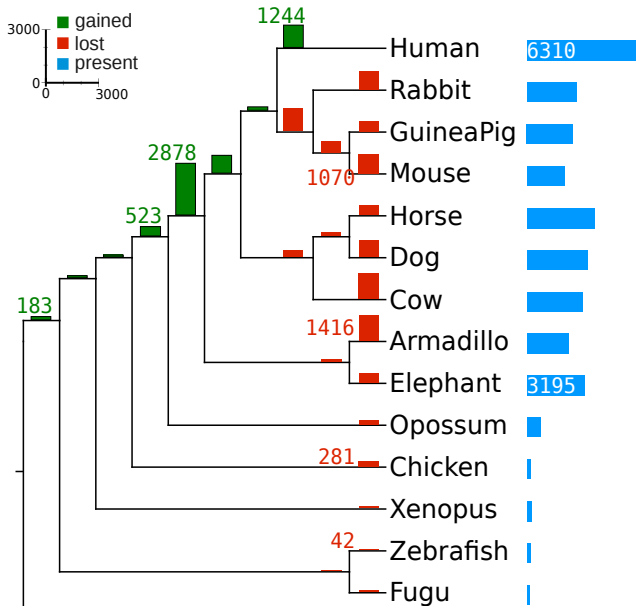 3000
0
0
3000
gained
lost
present
1244
Human
6310
Rabbit
GuineaPig
2878
1070
Mouse
523
Horse
Dog
183
Cow
1416
Armadillo
Elephant
3195
Opossum
281
Chicken
Xenopus
42
Zebrafish
Fugu